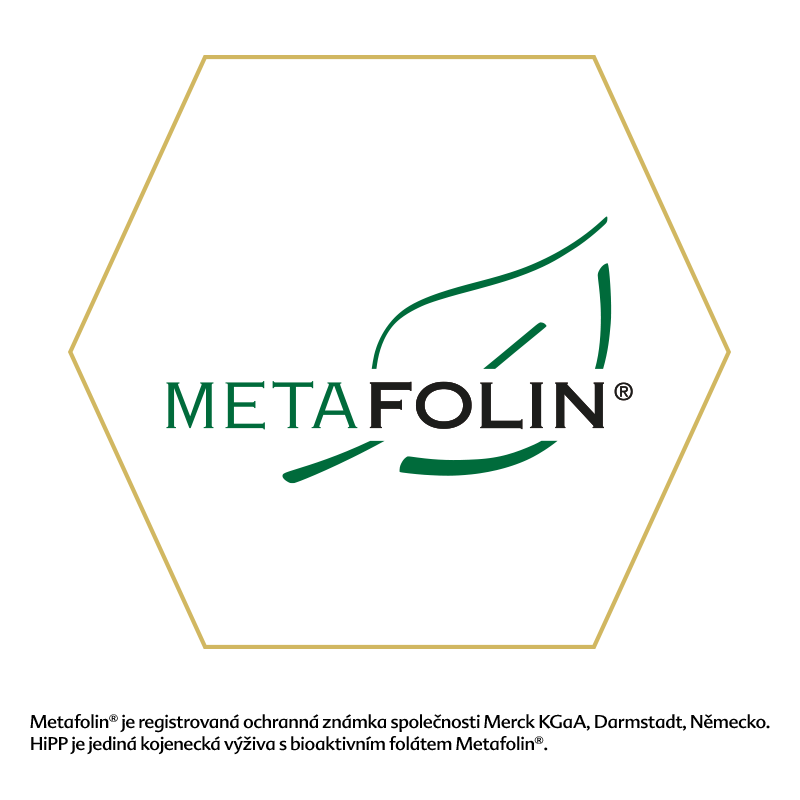 METAFOLIN®
Metafolin® je registrovaná ochranná známka společnosti Merck KGaA, Darmstadt, Německo.
HiPP je jediná kojenecká výživa s bioaktivním folátem Metafolin®.